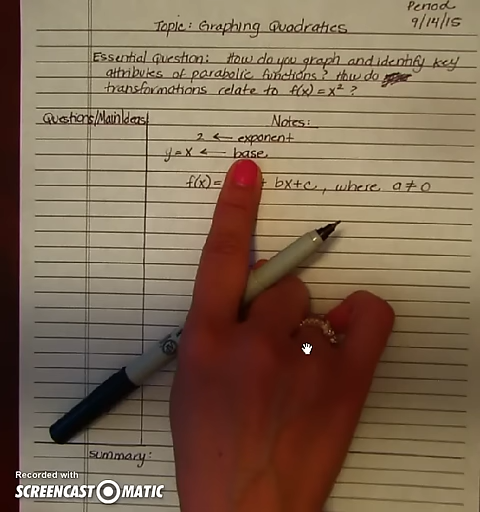 Period
9/14/15
Topic: Graphing Quadratics
Essential Question: How do you graph and identify key
attributes of parabolic functions? How do
transformations relate to f(x) = x² ?
Questions/Main Ideas
Notes:
2 ← exponent
y = x ← base
f(x) = + bx + c, where a ≠ 0
summary:
Recorded with
SCREENCAST-O-MATIC